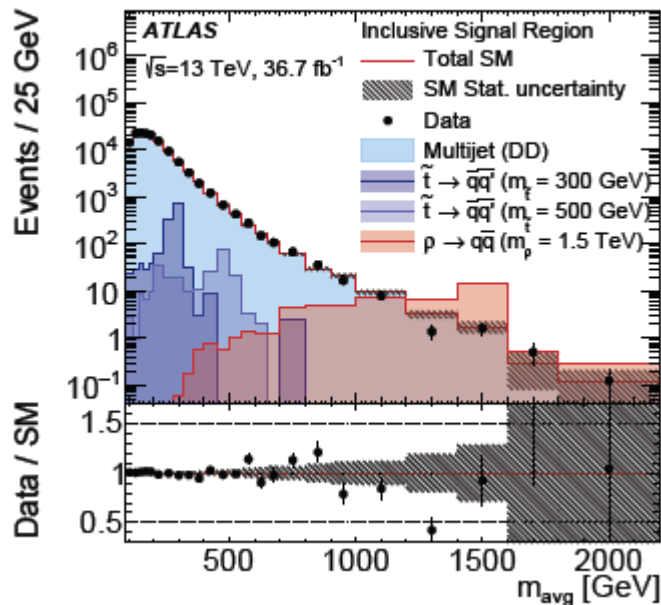 ATLAS
√s=13 TeV, 36.7 fb⁻¹
Inclusive Signal Region
Total SM
SM Stat. uncertainty
Data
Multijet (DD)
t̃ → q̄q̄' (m_t̃ = 300 GeV)
t̃ → q̄q̄' (m_t̃ = 500 GeV)
ρ → qq̄ (m_ρ = 1.5 TeV)
Events / 25 GeV
10⁷
10⁶
10⁵
10⁴
10³
10²
10
1
10⁻¹
Data / SM
1.5
1
0.5
500 1000 1500 2000
m_avg [GeV]